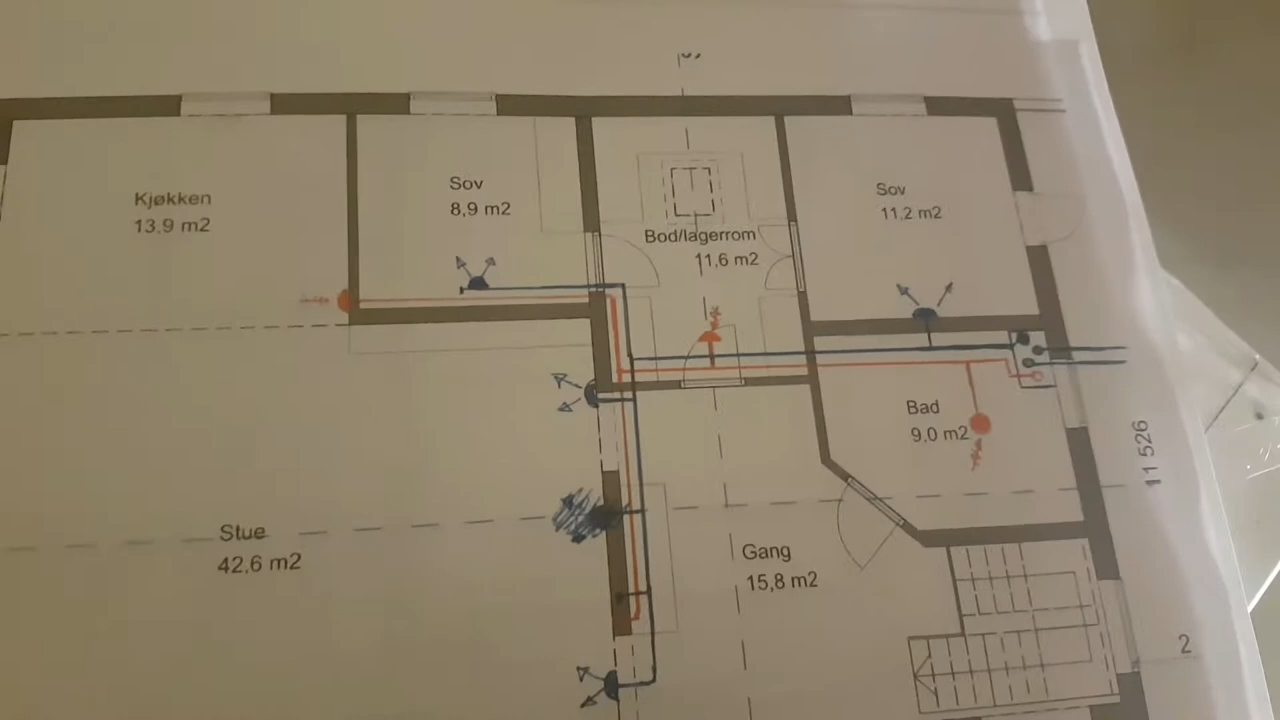 Kjøkken
13,9 m2
Sov
8,9 m2
Bod/lagerrom
11,6 m2
Sov
11,2 m2
Bad
9,0 m2
11 526
Stue
42,6 m2
Gang
15,8 m2
2